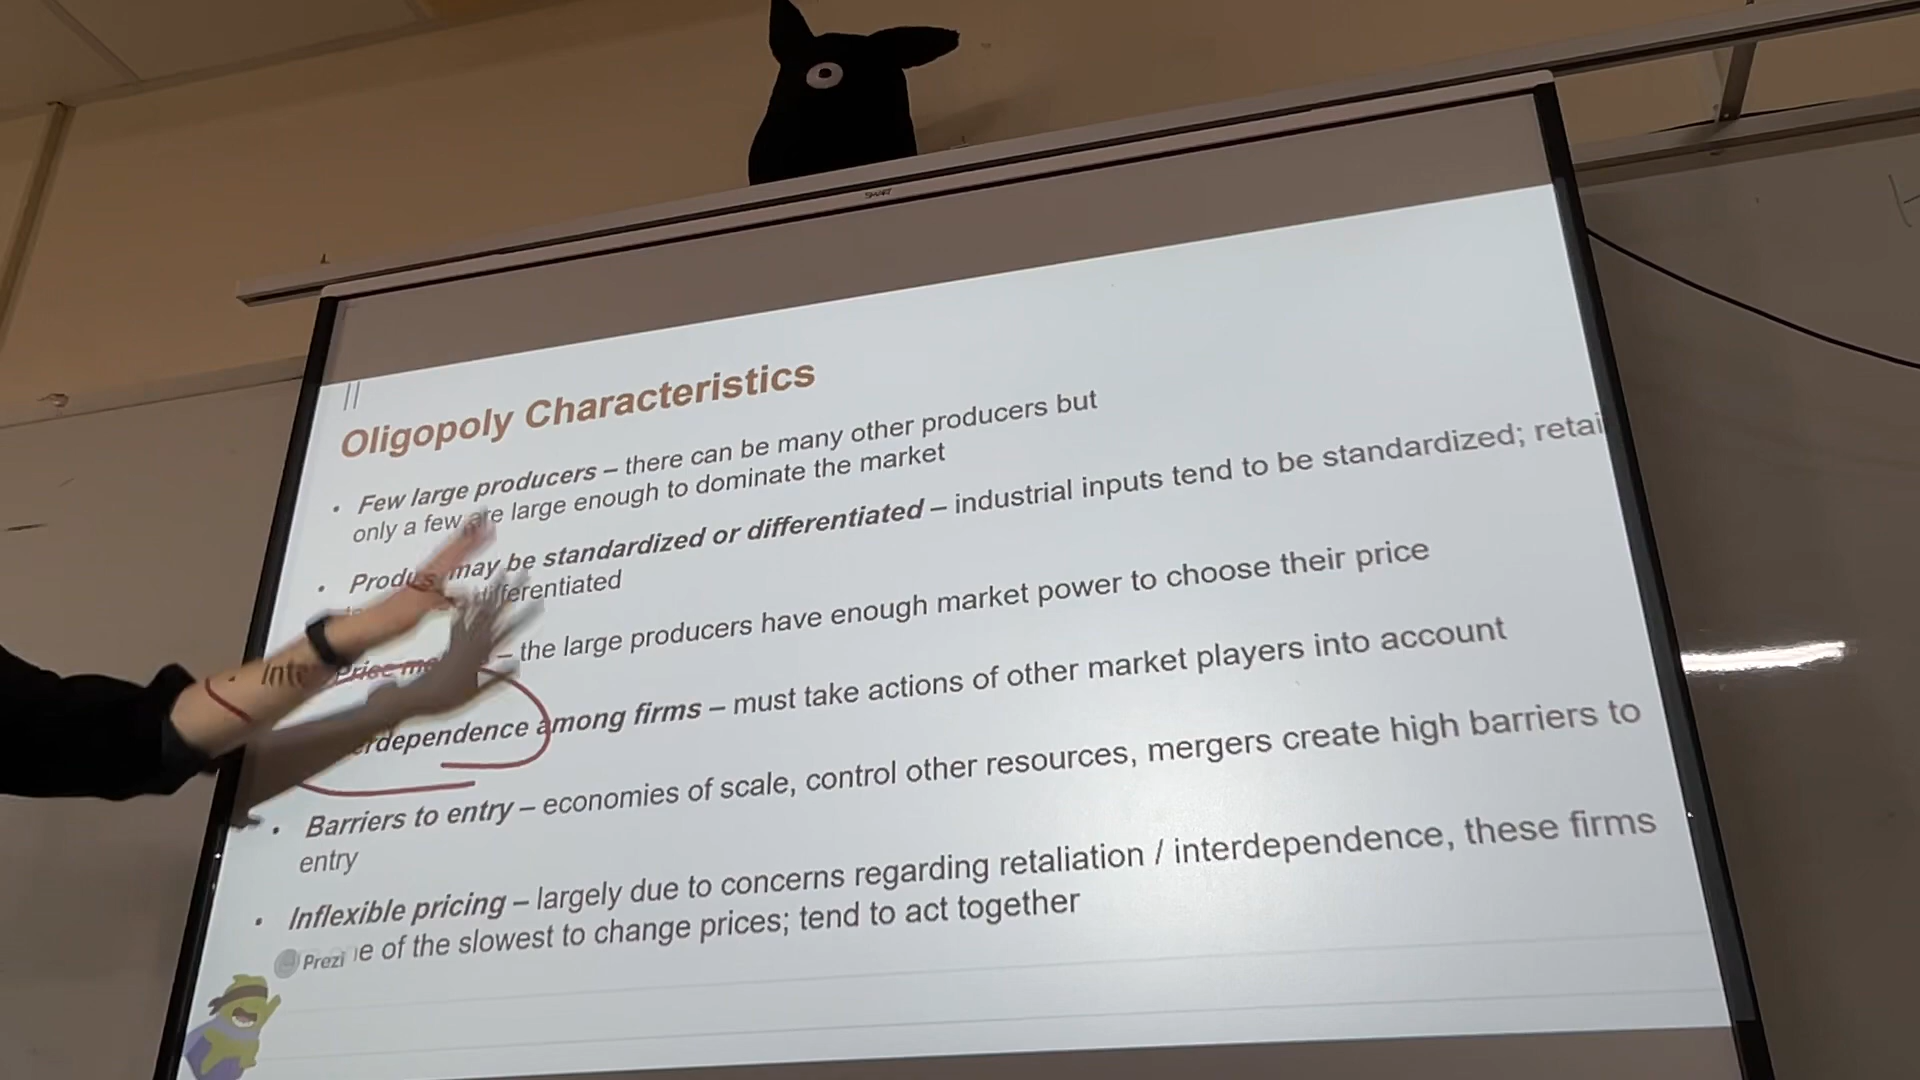 SMART
Oligopoly Characteristics
• Few large producers – there can be many other producers but
only a few are large enough to dominate the market
• may be standardized or differentiated – industrial inputs tend to be standardized; retai
differentiated
– the large producers have enough market power to choose their price
among firms – must take actions of other market players into account
• Barriers to entry – economies of scale, control other resources, mergers create high barriers to
entry
• Inflexible pricing – largely due to concerns regarding retaliation / interdependence, these firms
of the slowest to change prices; tend to act together
Prezi